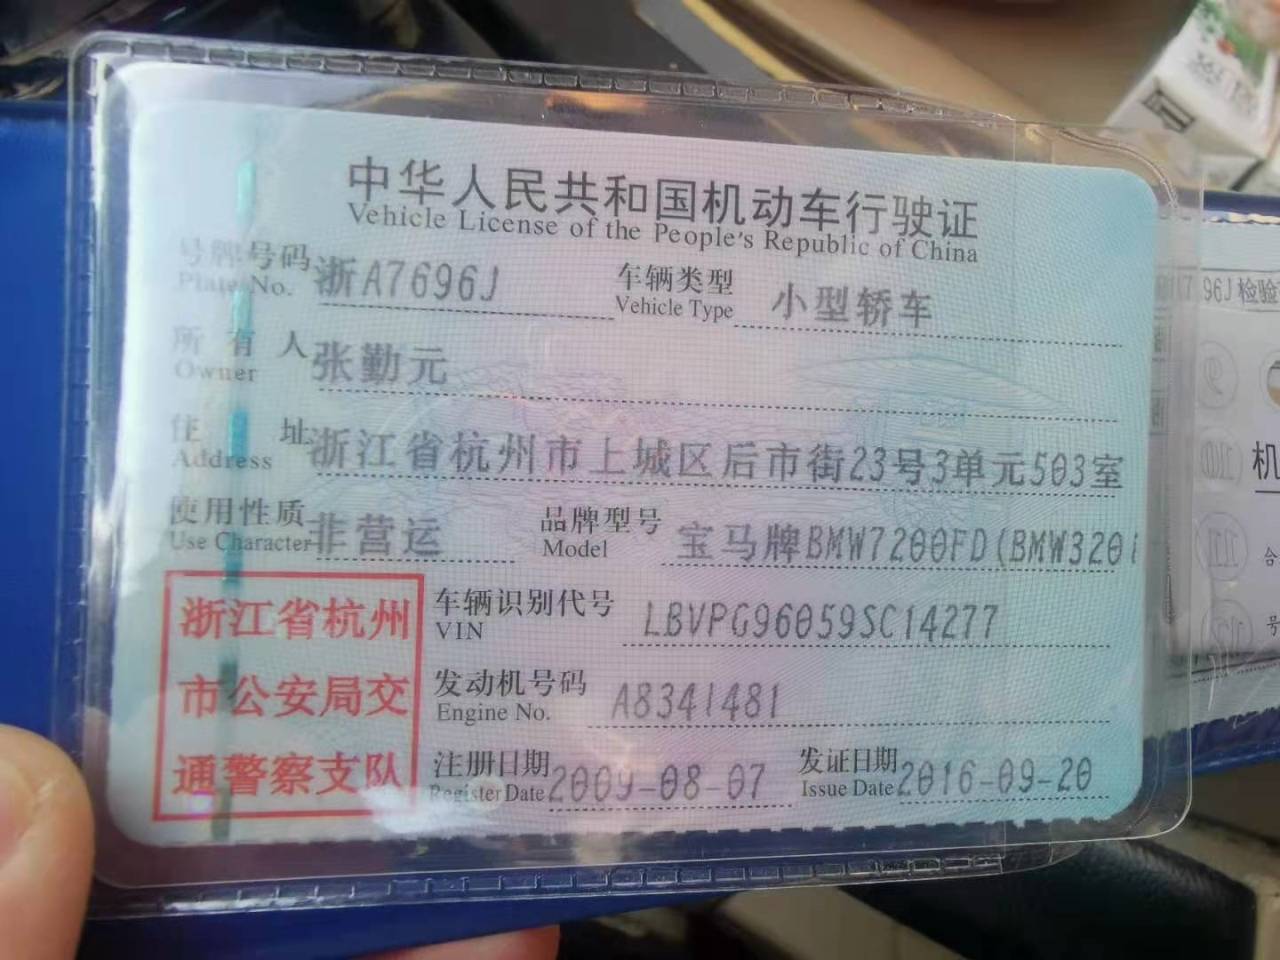 中华人民共和国机动车行驶证
Vehicle License of the People's Republic of China
号牌号码 浙A7696J 车辆类型 小型轿车
Plate No. Vehicle Type
所有人 张勤元
Owner
住址 浙江省杭州市上城区后市街23号3单元503室
Address
使用性质 非营运 品牌型号 宝马牌BMW7200FD(BMW320i
Use Character Model
浙江省杭州
市公安局交
通警察支队
车辆识别代号 LBVPG96059SC14277
VIN
发动机号码 A8341481
Engine No.
注册日期 2009-08-07 发证日期 2016-09-20
Register Date Issue Date
96J 检验
机
合
号